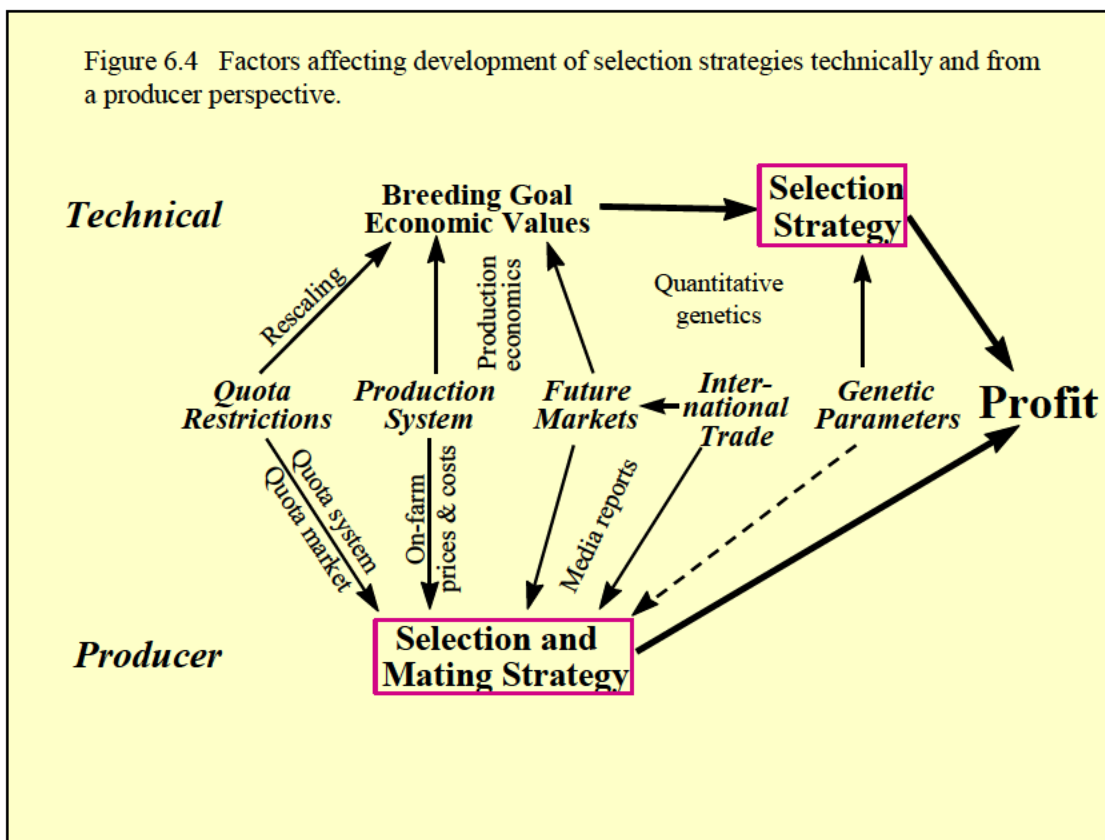 Figure 6.4   Factors affecting development of selection strategies technically and from
a producer perspective.
Technical
Breeding Goal
Economic Values
Selection
Strategy
Rescaling
Production
economics
Quantitative
genetics
Quota
Restrictions
Production
System
Future
Markets
Inter-
national
Trade
Genetic
Parameters
Profit
Quota system
Quota market
On-farm
prices & costs
Media reports
Producer
Selection and
Mating Strategy